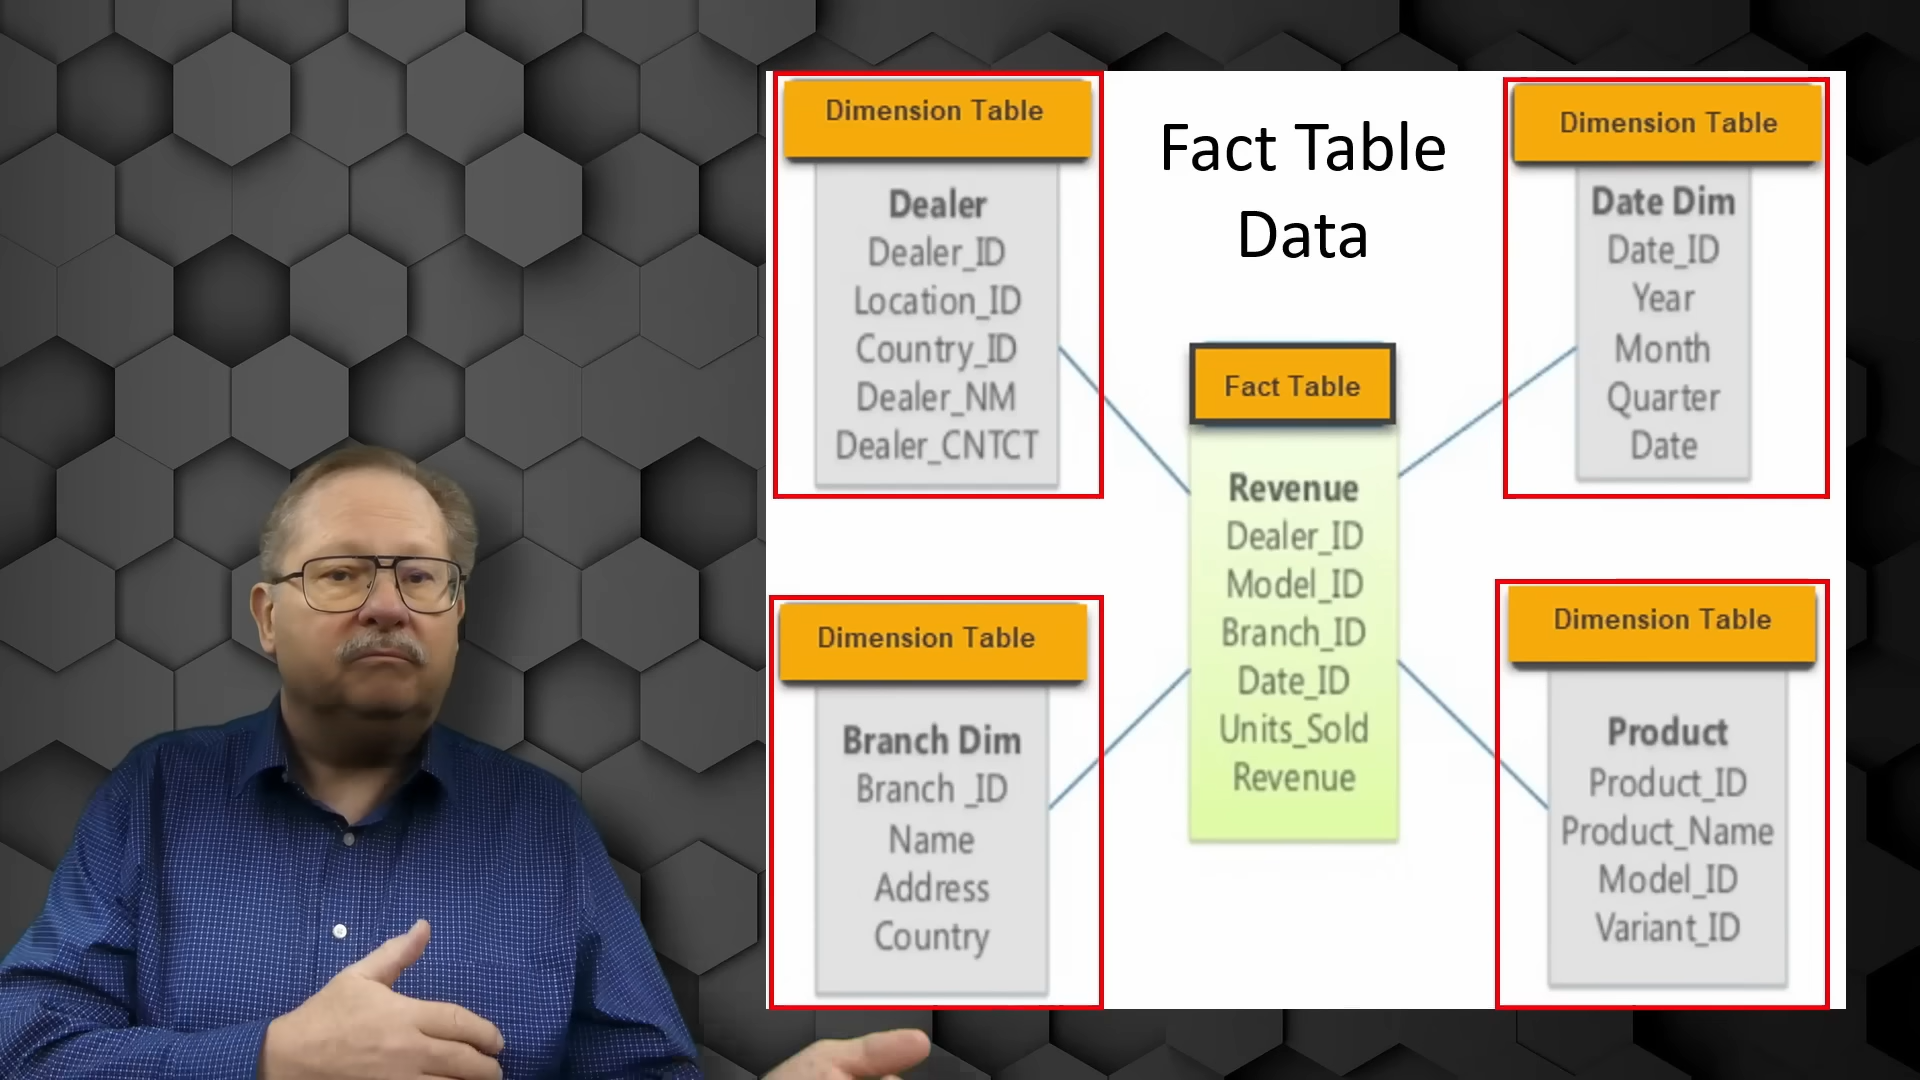 Dimension Table
Dealer
Dealer_ID
Location_ID
Country_ID
Dealer_NM
Dealer_CNTCT
Fact Table
Data
Dimension Table
Date Dim
Date_ID
Year
Month
Quarter
Date
Fact Table
Revenue
Dealer_ID
Model_ID
Branch_ID
Date_ID
Units_Sold
Revenue
Dimension Table
Branch Dim
Branch _ID
Name
Address
Country
Dimension Table
Product
Product_ID
Product_Name
Model_ID
Variant_ID